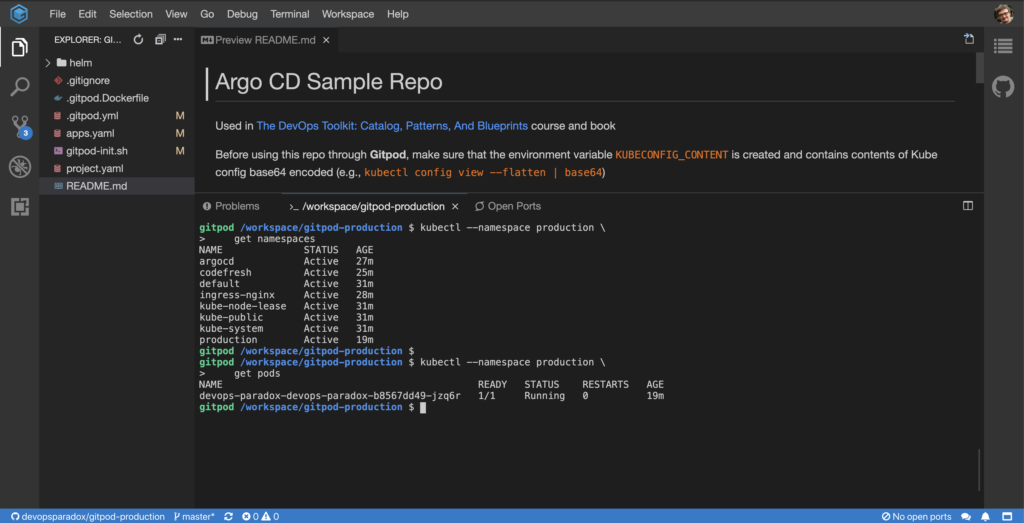 File Edit Selection View Go Debug Terminal Workspace Help
EXPLORER: GI...
Preview README.md
helm
.gitignore
.gitpod.Dockerfile
.gitpod.yml M
apps.yaml M
gitpod-init.sh M
project.yaml
README.md
3
Argo CD Sample Repo
Used in The DevOps Toolkit: Catalog, Patterns, And Blueprints course and book
Before using this repo through Gitpod, make sure that the environment variable KUBECONFIG_CONTENT is created and contains contents of Kube
config base64 encoded (e.g., kubectl config view --flatten | base64)
Problems >_ /workspace/gitpod-production Open Ports
gitpod /workspace/gitpod-production $ kubectl --namespace production \
> get namespaces
NAME STATUS AGE
argocd Active 27m
codefresh Active 25m
default Active 31m
ingress-nginx Active 28m
kube-node-lease Active 31m
kube-public Active 31m
kube-system Active 31m
production Active 19m
gitpod /workspace/gitpod-production $
gitpod /workspace/gitpod-production $ kubectl --namespace production \
> get pods
NAME READY STATUS RESTARTS AGE
devops-paradox-devops-paradox-b8567dd49-jzq6r 1/1 Running 0 19m
gitpod /workspace/gitpod-production $
devopsparadox/gitpod-production master* 0 0 No open ports